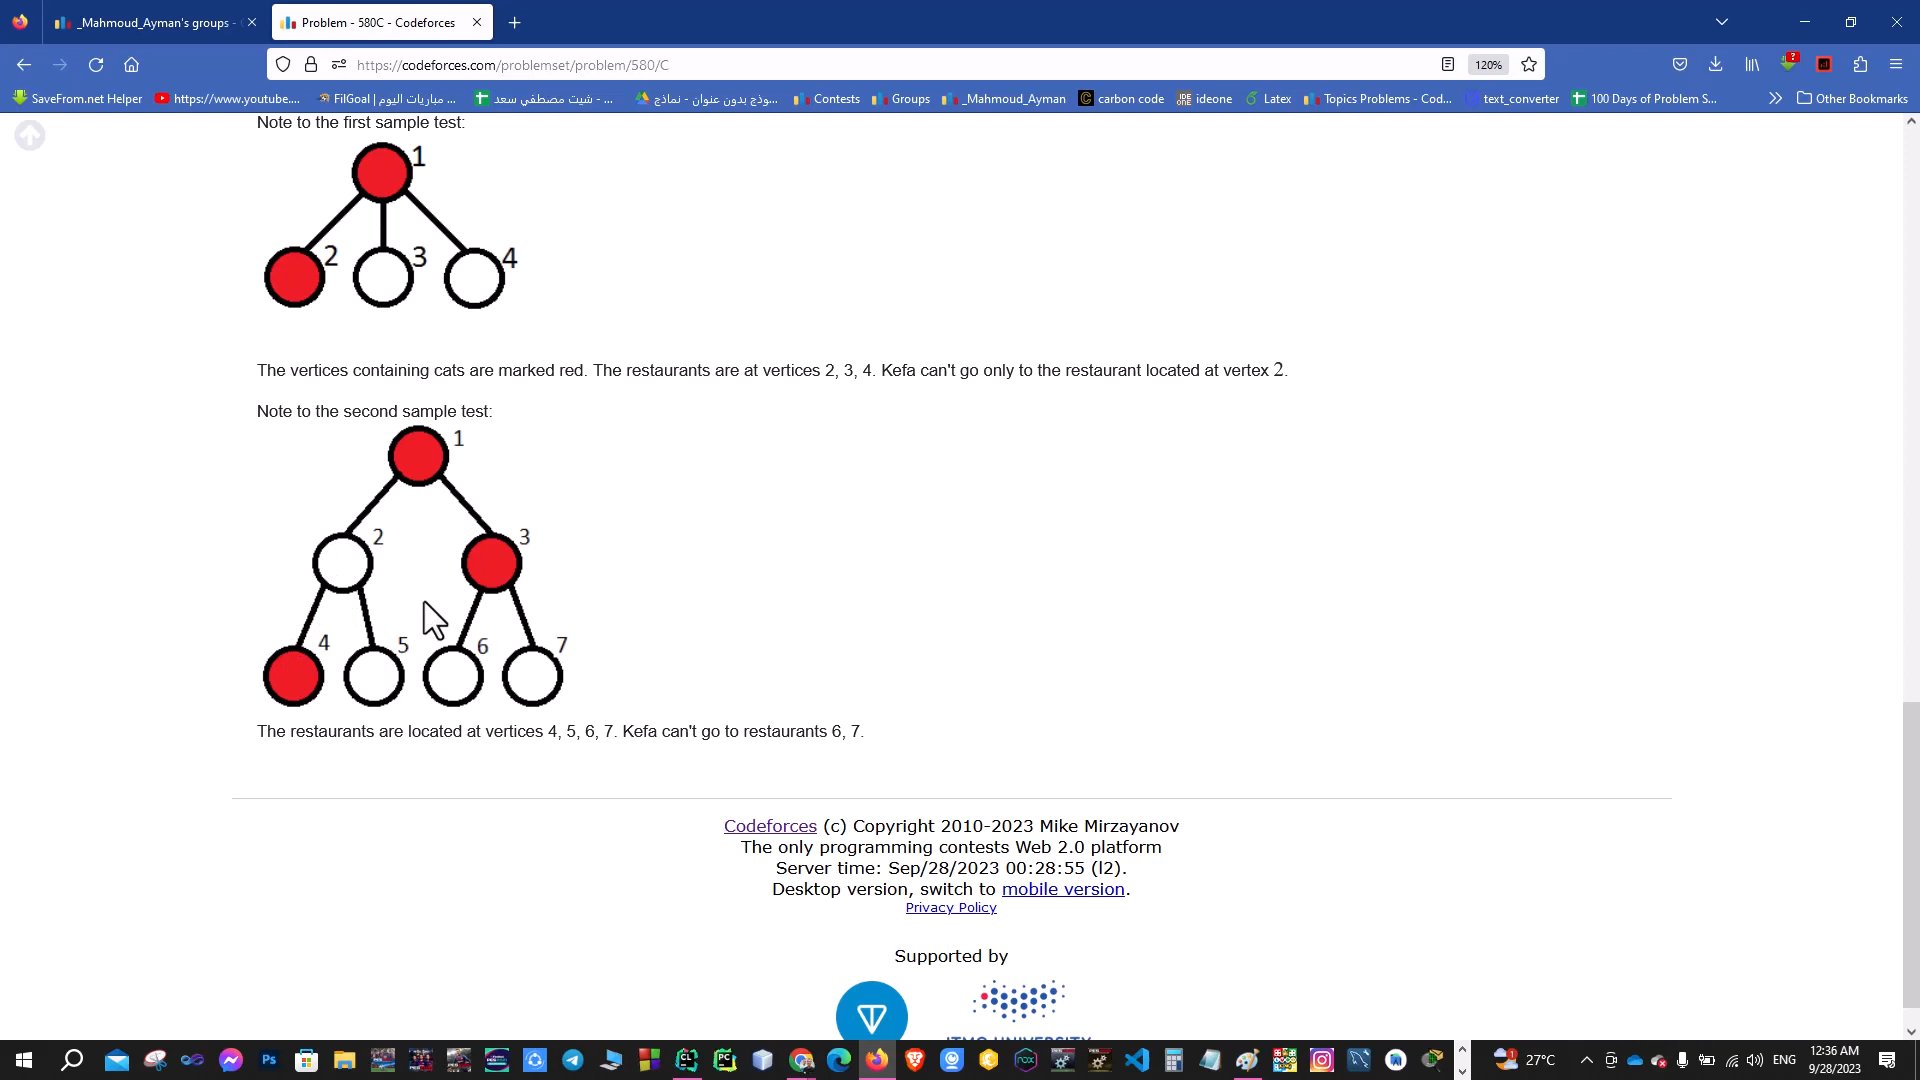 _Mahmoud_Ayman's groups -
Problem - 580C - Codeforces
https://codeforces.com/problemset/problem/580/C
120%
SaveFrom.net Helper
https://www.youtube....
FilGoal | مباريات اليوم ...
شيت مصطفي سعد - ...
نموذج بدون عنوان - نماذج...
Contests
Groups
_Mahmoud_Ayman
carbon code
ideone
Latex
Topics Problems - Cod...
text_converter
100 Days of Problem S...
Other Bookmarks
Note to the first sample test:
1
2 3 4
The vertices containing cats are marked red. The restaurants are at vertices 2, 3, 4. Kefa can't go only to the restaurant located at vertex 2.
Note to the second sample test:
1
2 3
4 5 6 7
The restaurants are located at vertices 4, 5, 6, 7. Kefa can't go to restaurants 6, 7.
Codeforces (c) Copyright 2010-2023 Mike Mirzayanov
The only programming contests Web 2.0 platform
Server time: Sep/28/2023 00:28:55 (l2).
Desktop version, switch to mobile version.
Privacy Policy
Supported by
27°C
ENG
12:36 AM
9/28/2023